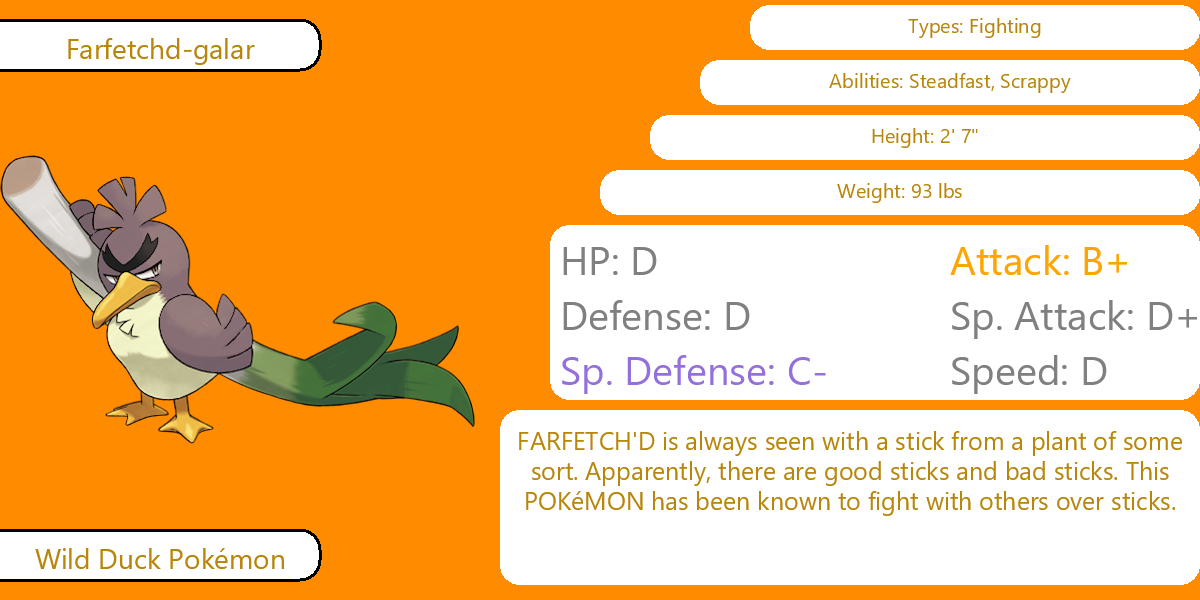 Farfetchd-galar
Types: Fighting
Abilities: Steadfast, Scrappy
Height: 2' 7"
Weight: 93 lbs
HP: D
Attack: B+
Defense: D
Sp. Attack: D+
Sp. Defense: C-
Speed: D
FARFETCH'D is always seen with a stick from a plant of some
sort. Apparently, there are good sticks and bad sticks. This
POKéMON has been known to fight with others over sticks.
Wild Duck Pokémon